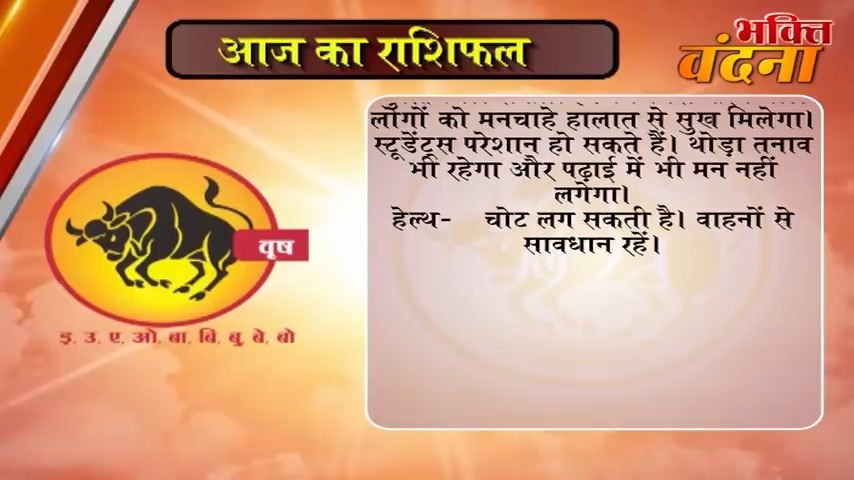 आज का राशिफल
भक्ति
वंदना
लोगों को मनचाहे हालात से सुख मिलेगा।
स्टूडेंट्स परेशान हो सकते हैं। थोड़ा तनाव
भी रहेगा और पढ़ाई में भी मन नहीं
लगेगा।
हेल्थ- चोट लग सकती है। वाहनों से
सावधान रहें।
वृष
इ, उ, ए, ओ, बा, बि, बु, बे, बो